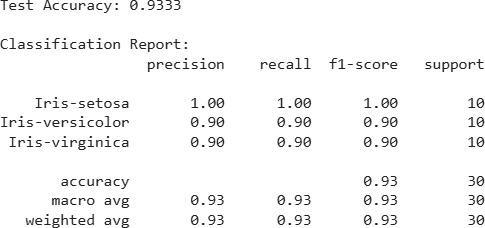 Test Accuracy: 0.9333
Classification Report:
precision recall f1-score support
Iris-setosa 1.00 1.00 1.00 10
Iris-versicolor 0.90 0.90 0.90 10
Iris-virginica 0.90 0.90 0.90 10
accuracy 0.93 30
macro avg 0.93 0.93 0.93 30
weighted avg 0.93 0.93 0.93 30